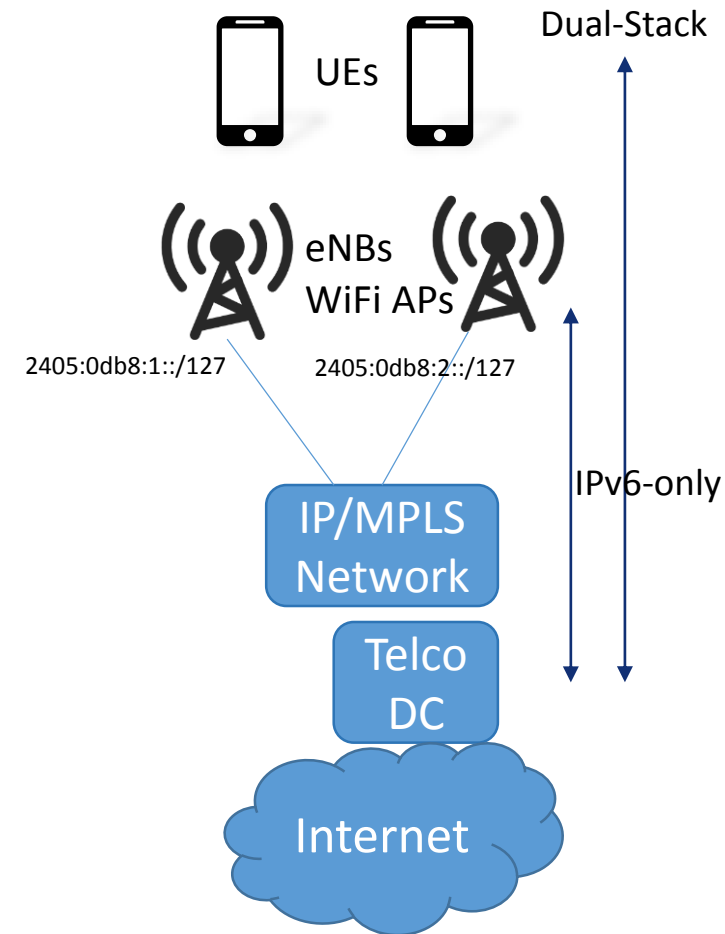 Dual-Stack
UEs
eNBs
WiFi APs
2405:0db8:1::/127
2405:0db8:2::/127
IPv6-only
IP/MPLS
Network
Telco
DC
Internet